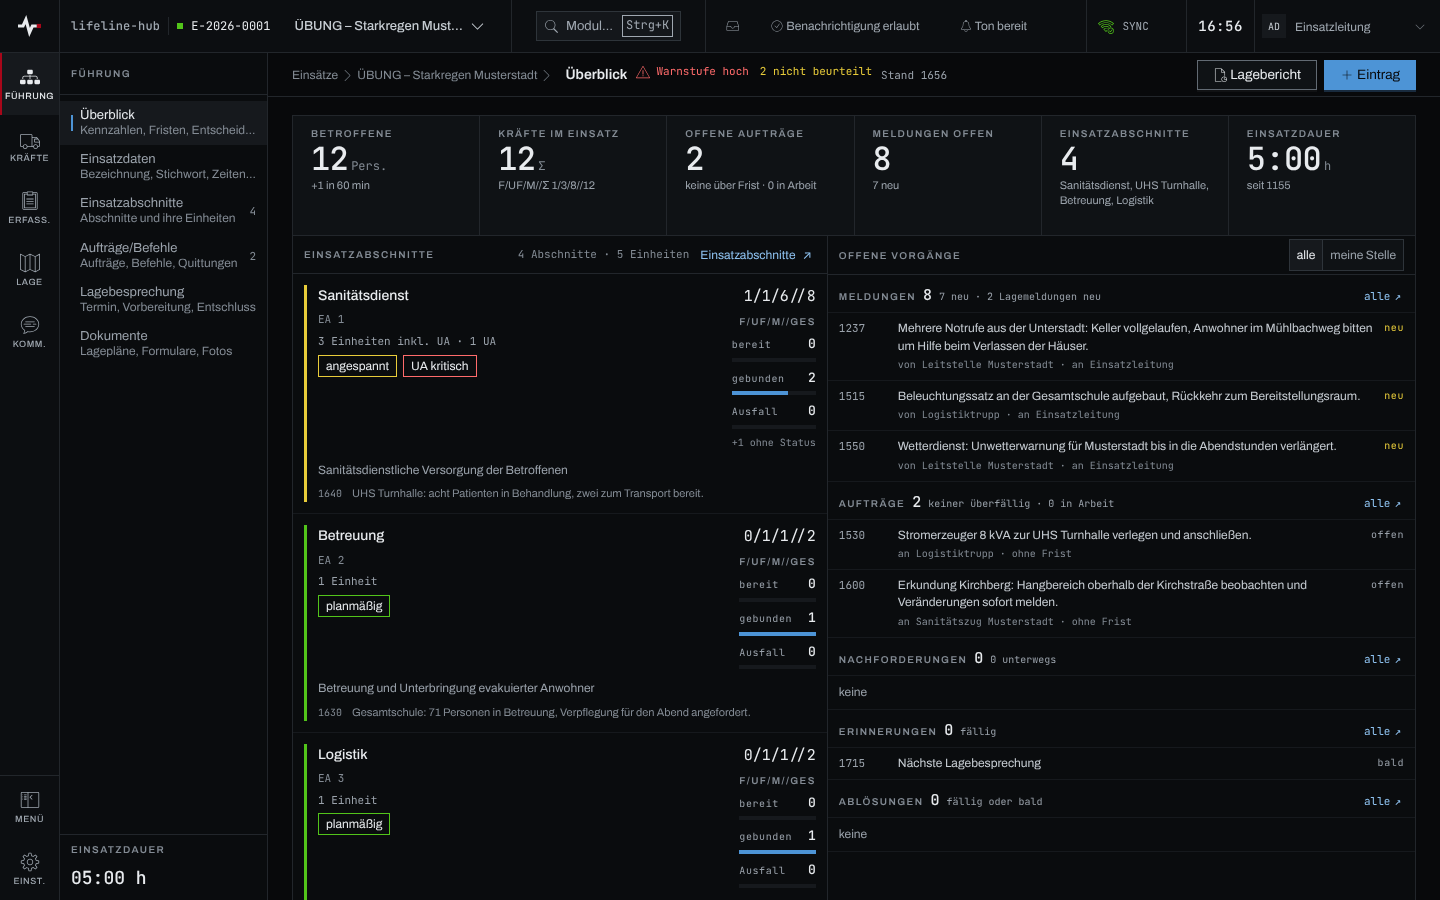 lifeline-hub
E-2026-0001
ÜBUNG – Starkregen Must...
Modul...
Strg+K
Benachrichtigung erlaubt
Ton bereit
SYNC
16:56
AD
Einsatzleitung
FÜHRUNG
KRÄFTE
ERFASS.
LAGE
KOMM.
MENÜ
EINST.
FÜHRUNG
Überblick
Kennzahlen, Fristen, Entscheid...
Einsatzdaten
Bezeichnung, Stichwort, Zeiten...
Einsatzabschnitte
Abschnitte und ihre Einheiten
4
Aufträge/Befehle
Aufträge, Befehle, Quittungen
2
Lagebesprechung
Termin, Vorbereitung, Entschluss
Dokumente
Lagepläne, Formulare, Fotos
EINSATZDAUER
05:00 h
Einsätze
ÜBUNG – Starkregen Musterstadt
Überblick
Warnstufe hoch
2 nicht beurteilt
Stand 1656
Lagebericht
+ Eintrag
BETROFFENE
12 Pers.
+1 in 60 min
KRÄFTE IM EINSATZ
12 Σ
F/UF/M//Σ 1/3/8//12
OFFENE AUFTRÄGE
2
keine über Frist · 0 in Arbeit
MELDUNGEN OFFEN
8
7 neu
EINSATZABSCHNITTE
4
Sanitätsdienst, UHS Turnhalle,
Betreuung, Logistik
EINSATZDAUER
5:00 h
seit 1155
EINSATZABSCHNITTE
4 Abschnitte · 5 Einheiten
Einsatzabschnitte ↗
Sanitätsdienst
1/1/6//8
EA 1
F/UF/M//GES
3 Einheiten inkl. UA · 1 UA
angespannt
UA kritisch
bereit 0
gebunden 2
Ausfall 0
+1 ohne Status
Sanitätsdienstliche Versorgung der Betroffenen
1640 UHS Turnhalle: acht Patienten in Behandlung, zwei zum Transport bereit.
Betreuung
0/1/1//2
EA 2
F/UF/M//GES
1 Einheit
planmäßig
bereit 0
gebunden 1
Ausfall 0
Betreuung und Unterbringung evakuierter Anwohner
1630 Gesamtschule: 71 Personen in Betreuung, Verpflegung für den Abend angefordert.
Logistik
0/1/1//2
EA 3
F/UF/M//GES
1 Einheit
planmäßig
bereit 0
gebunden 1
Ausfall 0
OFFENE VORGÄNGE
alle
meine Stelle
MELDUNGEN 8 7 neu · 2 Lagemeldungen neu
alle ↗
1237 Mehrere Notrufe aus der Unterstadt: Keller vollgelaufen, Anwohner im Mühlbachweg bitten neu
um Hilfe beim Verlassen der Häuser.
von Leitstelle Musterstadt · an Einsatzleitung
1515 Beleuchtungssatz an der Gesamtschule aufgebaut, Rückkehr zum Bereitstellungsraum. neu
von Logistiktrupp · an Einsatzleitung
1550 Wetterdienst: Unwetterwarnung für Musterstadt bis in die Abendstunden verlängert. neu
von Leitstelle Musterstadt · an Einsatzleitung
AUFTRÄGE 2 keiner überfällig · 0 in Arbeit
alle ↗
1530 Stromerzeuger 8 kVA zur UHS Turnhalle verlegen und anschließen. offen
an Logistiktrupp · ohne Frist
1600 Erkundung Kirchberg: Hangbereich oberhalb der Kirchstraße beobachten und offen
Veränderungen sofort melden.
an Sanitätszug Musterstadt · ohne Frist
NACHFORDERUNGEN 0 0 unterwegs
alle ↗
keine
ERINNERUNGEN 0 fällig
alle ↗
1715 Nächste Lagebesprechung bald
ABLÖSUNGEN 0 fällig oder bald
alle ↗
keine